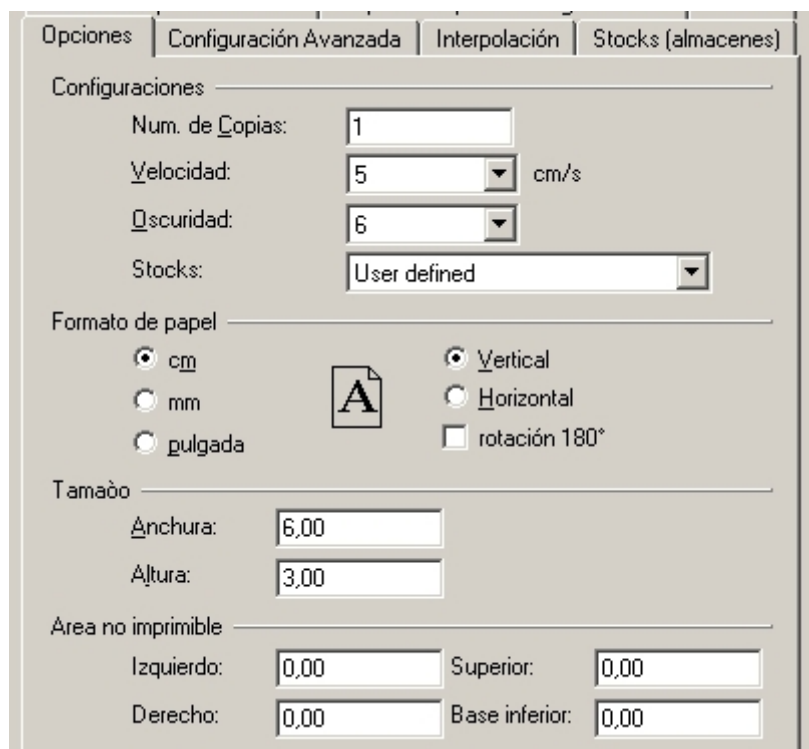 Opciones Configuración Avanzada Interpolación Stocks (almacenes)
Configuraciones
Num. de Copias: 1
Velocidad: 5 cm/s
Oscuridad: 6
Stocks: User defined
Formato de papel
cm Vertical
mm A Horizontal
pulgada rotación 180°
Tamaòo
Anchura: 6,00
Altura: 3,00
Area no imprimible
Izquierdo: 0,00 Superior: 0,00
Derecho: 0,00 Base inferior: 0,00